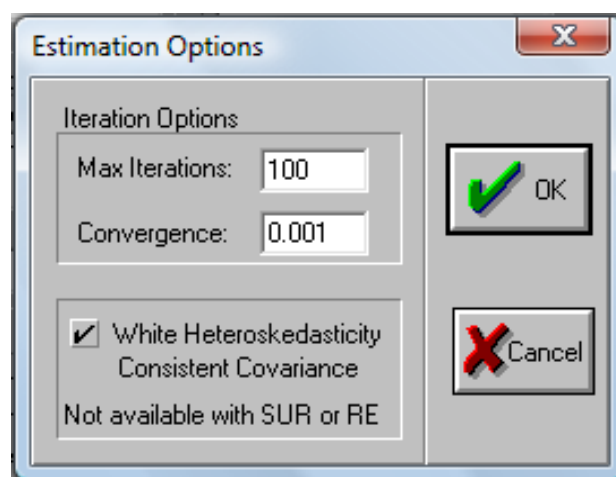 Estimation Options
Iteration Options
Max Iterations: 100
Convergence: 0.001
White Heteroskedasticity
Consistent Covariance
Not available with SUR or RE
OK
Cancel